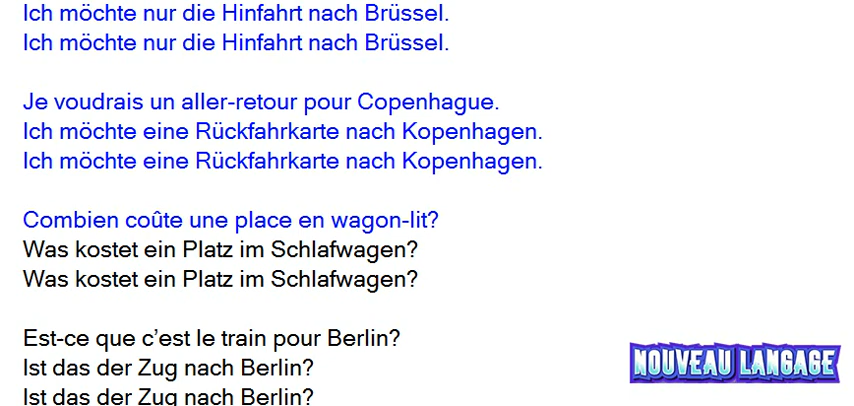 Ich möchte nur die Hinfahrt nach Brüssel.
Ich möchte nur die Hinfahrt nach Brüssel.
Je voudrais un aller-retour pour Copenhague.
Ich möchte eine Rückfahrkarte nach Kopenhagen.
Ich möchte eine Rückfahrkarte nach Kopenhagen.
Combien coûte une place en wagon-lit?
Was kostet ein Platz im Schlafwagen?
Was kostet ein Platz im Schlafwagen?
Est-ce que c’est le train pour Berlin?
Ist das der Zug nach Berlin?
Ist das der Zug nach Berlin?
NOUVEAU LANGAGE